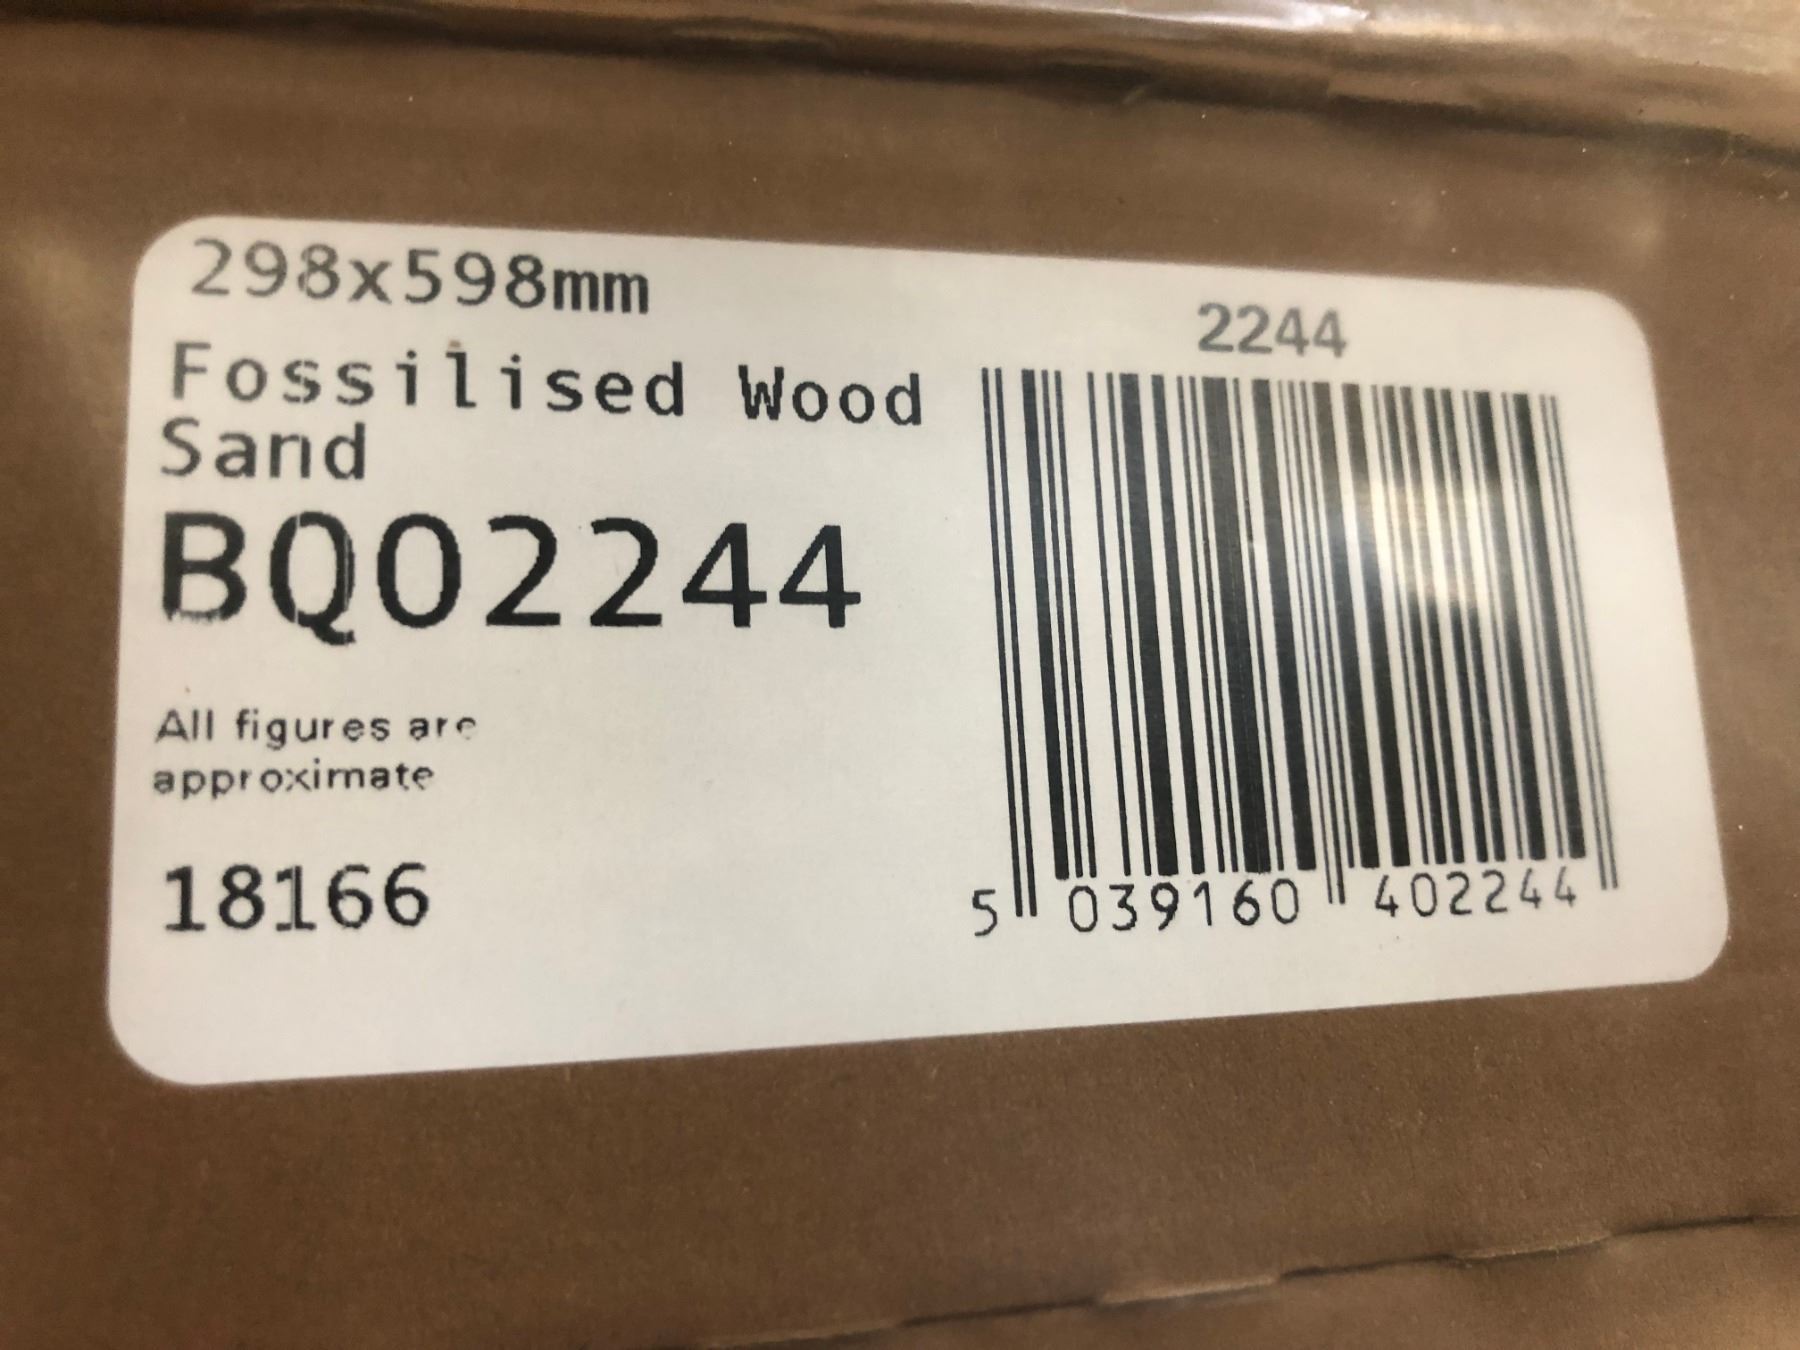 298x598mm
Fossilised Wood
Sand
BQ02244
All figures are
approximate
18166
2244
5 039160 402244